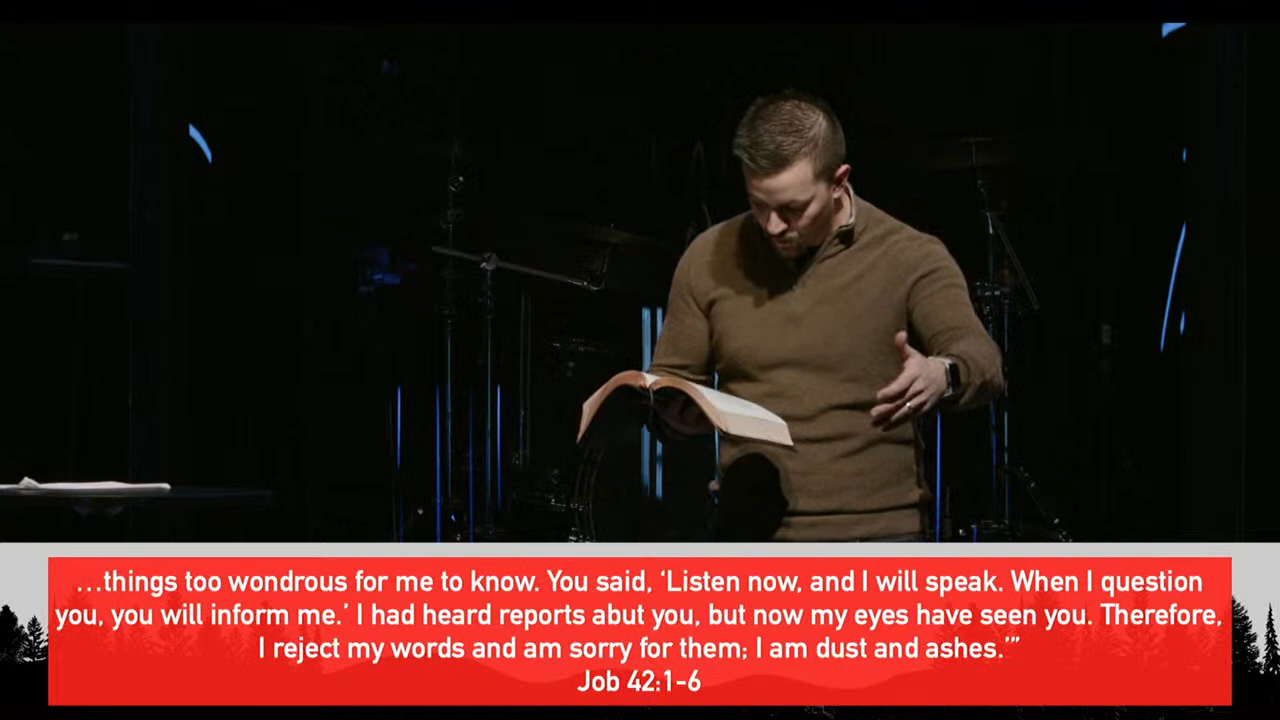 …things too wondrous for me to know. You said, ‘Listen now, and I will speak. When I question
you, you will inform me.’ I had heard reports abut you, but now my eyes have seen you. Therefore,
I reject my words and am sorry for them; I am dust and ashes.’”
Job 42:1-6